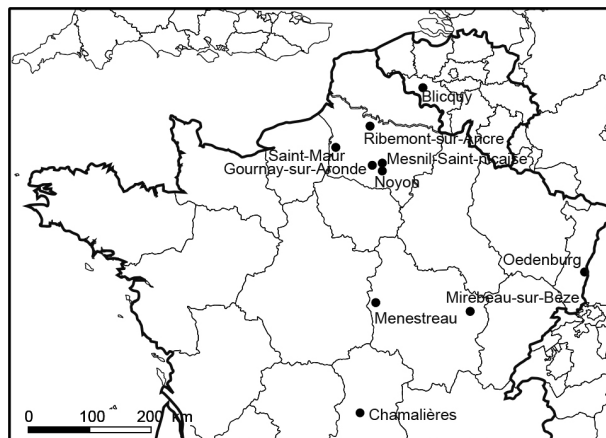 Blicquy
Ribemont-sur-Ancre
Saint-Maur
Mesnil-Saint-nicaise
Gournay-sur-Aronde
Noyon
Oedenburg
Mirebeau-sur-Beze
Menestreau
Chamalières
0 100 200 km